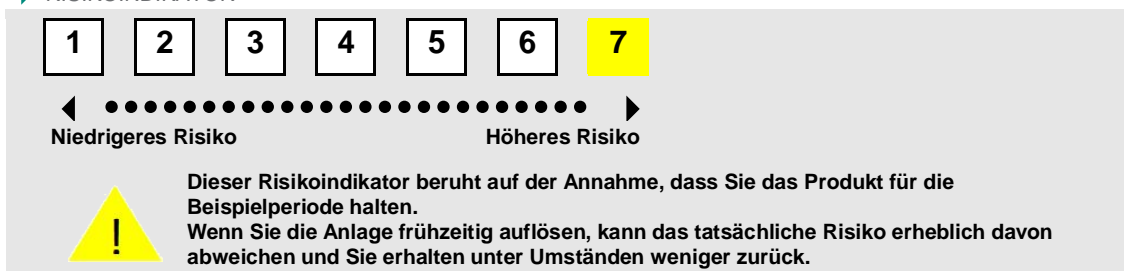 RISIKOINDIKATOR
1 2 3 4 5 6 7
Niedrigeres Risiko Höheres Risiko
Dieser Risikoindikator beruht auf der Annahme, dass Sie das Produkt für die
Beispielperiode halten.
!
Wenn Sie die Anlage frühzeitig auflösen, kann das tatsächliche Risiko erheblich davon
abweichen und Sie erhalten unter Umständen weniger zurück.